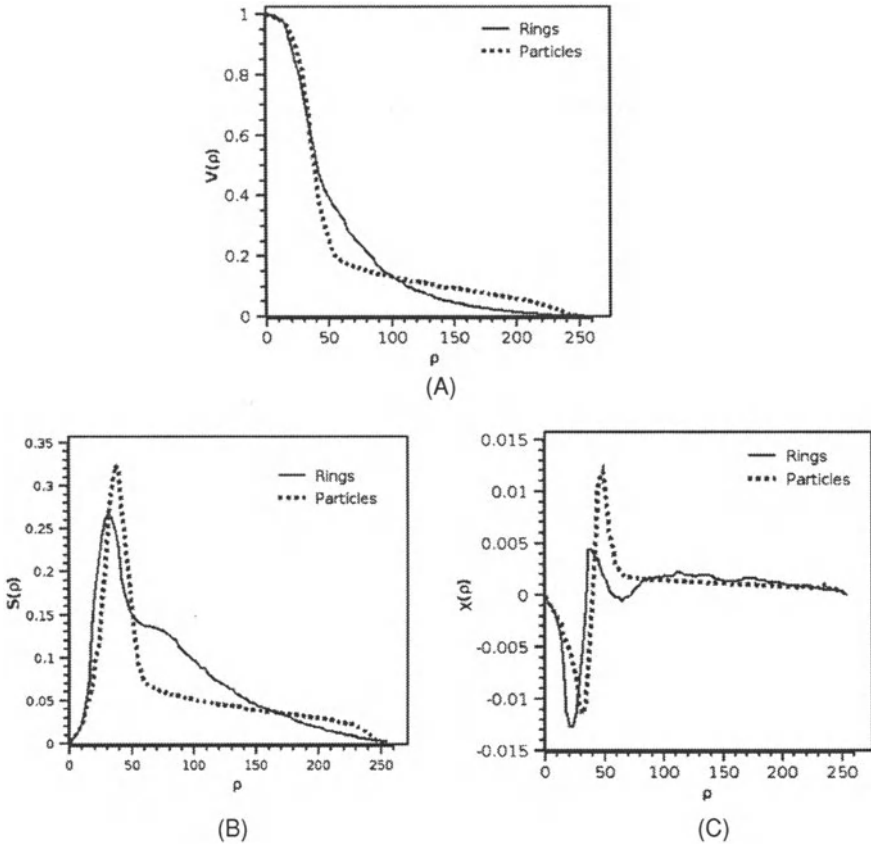 1
0.8
0.6
0.4
0.2
0
V(ρ)
Rings
Particles
0 50 100 150 200 250
ρ
(A)
0.35
0.3
0.25
0.2
0.15
0.1
0.05
0
S(ρ)
Rings
Particles
0 50 100 150 200 250
ρ
(B)
0.015
0.01
0.005
0
-0.005
-0.01
-0.015
χ(ρ)
Rings
Particles
0 50 100 150 200 250
ρ
(C)